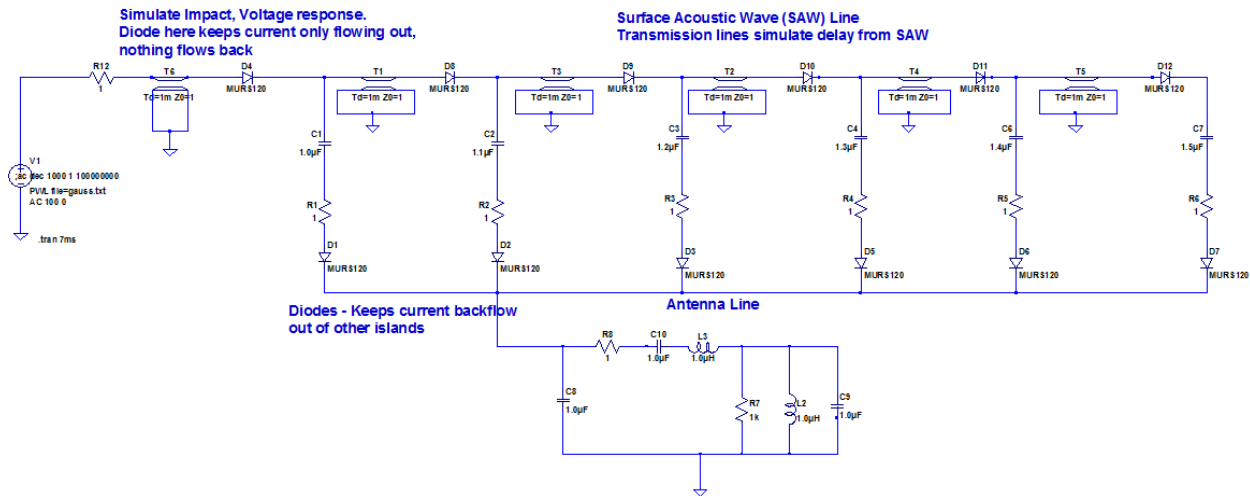 Simulate Impact, Voltage response.
Diode here keeps current only flowing out,
nothing flows back
Surface Acoustic Wave (SAW) Line
Transmission lines simulate delay from SAW
R12
1
T6
Td=1m Z0=1
D4
MURS120
T1
Td=1m Z0=1
D8
MURS120
T3
Td=1m Z0=1
D9
MURS120
T2
Td=1m Z0=1
D10
MURS120
T4
Td=1m Z0=1
D11
MURS120
T5
Td=1m Z0=1
D12
MURS120
C1
1.0µF
C2
1.1µF
C3
1.2µF
C4
1.3µF
C6
1.4µF
C7
1.5µF
V1
;ac dec 1000 1 100000000
PWL file=gauss.txt
AC 100 0
.tran 7ms
R1
1
R2
1
R3
1
R4
1
R5
1
R6
1
D1
MURS120
D2
MURS120
D3
MURS120
D5
MURS120
D6
MURS120
D7
MURS120
Diodes - Keeps current backflow
out of other islands
Antenna Line
R8
1
C10
1.0µF
L3
1.0µH
C8
1.0µF
R7
1k
L2
1.0µH
C9
1.0µF